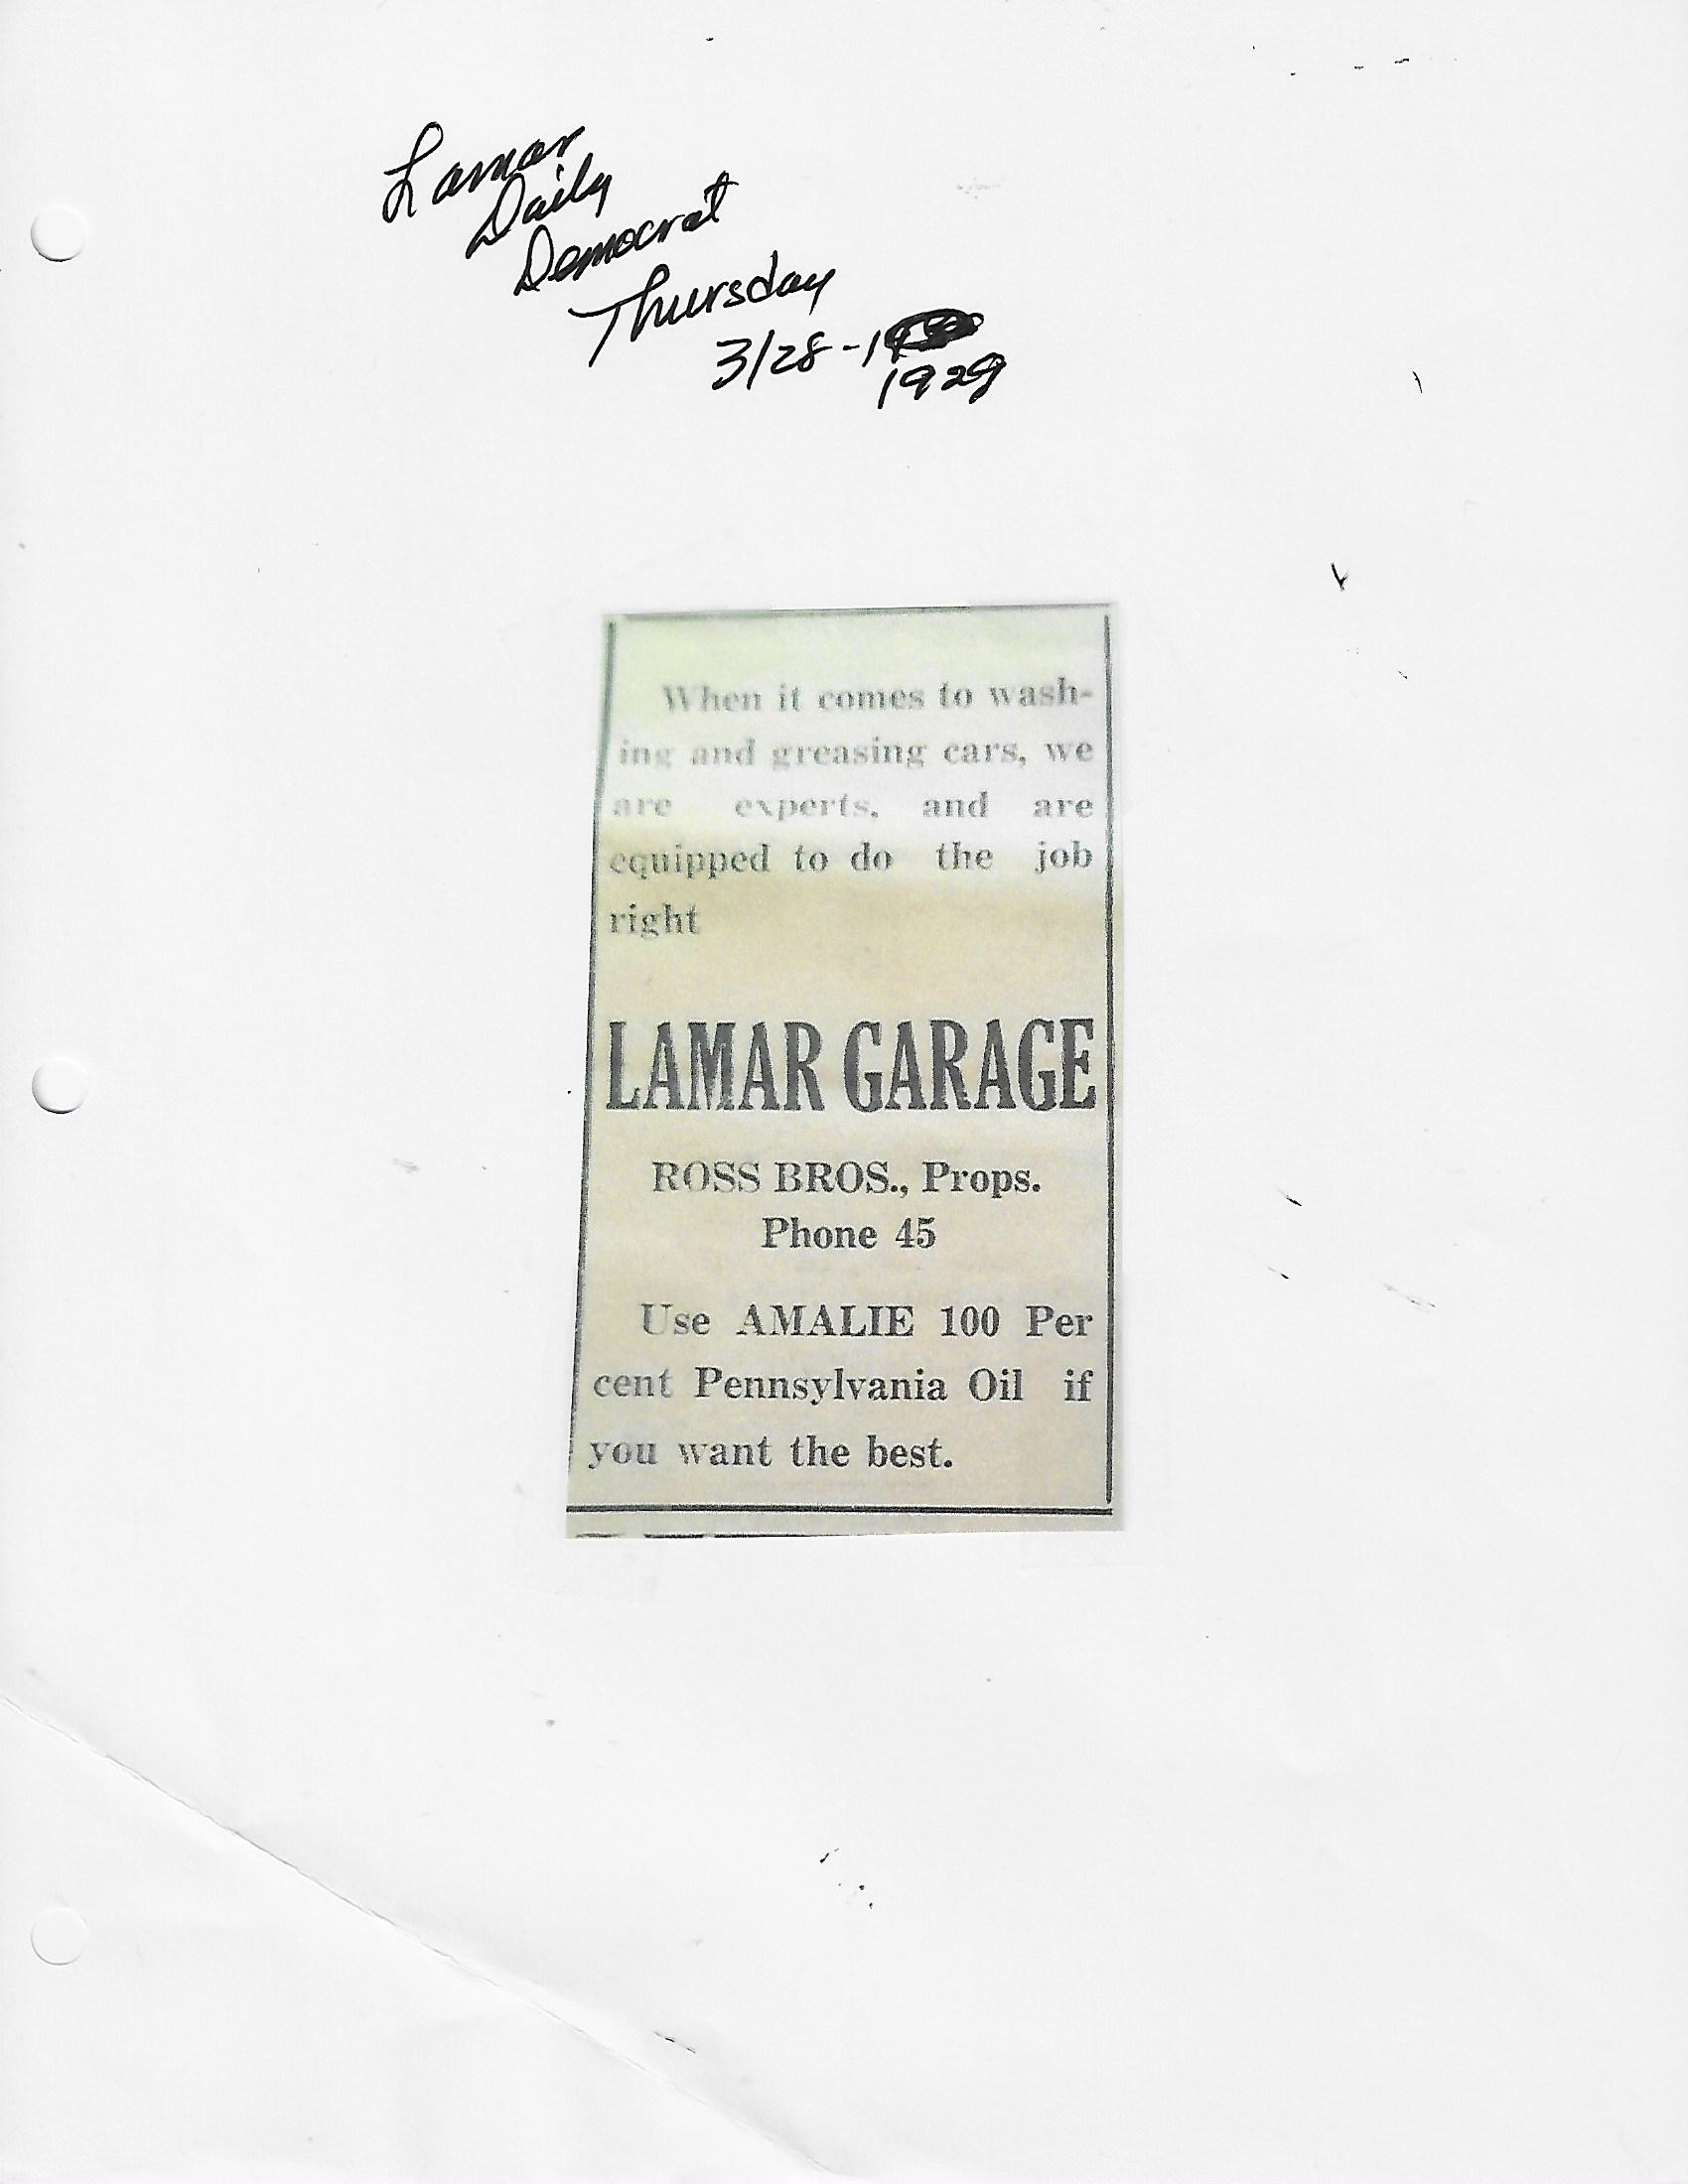 Lamar
Daily
Democrat
Thursday
3/28-1
1929
When it comes to wash-
ing and greasing cars, we
are experts, and are
equipped to do the job
right
LAMAR GARAGE
ROSS BROS., Props.
Phone 45
Use AMALIE 100 Per
cent Pennsylvania Oil if
you want the best.